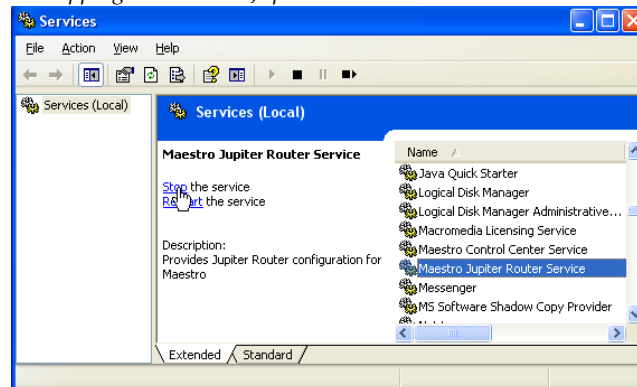 Services
File Action View Help
Services (Local)
Services (Local)
Maestro Jupiter Router Service
Stop the service
Restart the service
Description:
Provides Jupiter Router configuration for
Maestro
Name
Java Quick Starter
Logical Disk Manager
Logical Disk Manager Administrative...
Macromedia Licensing Service
Maestro Control Center Service
Maestro Jupiter Router Service
Messenger
MS Software Shadow Copy Provider
Extended Standard